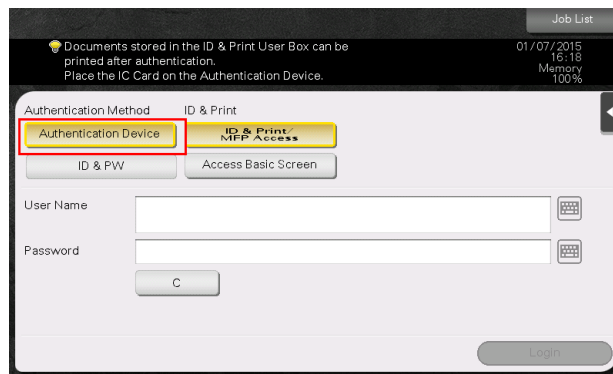 Job List
Documents stored in the ID & Print User Box can be
printed after authentication.
Place the IC Card on the Authentication Device.
01/07/2015
16:18
Memory
100%
Authentication Method
ID & Print
Authentication Device
ID & Print/
MFP Access
ID & PW
Access Basic Screen
User Name
Password
C
Login